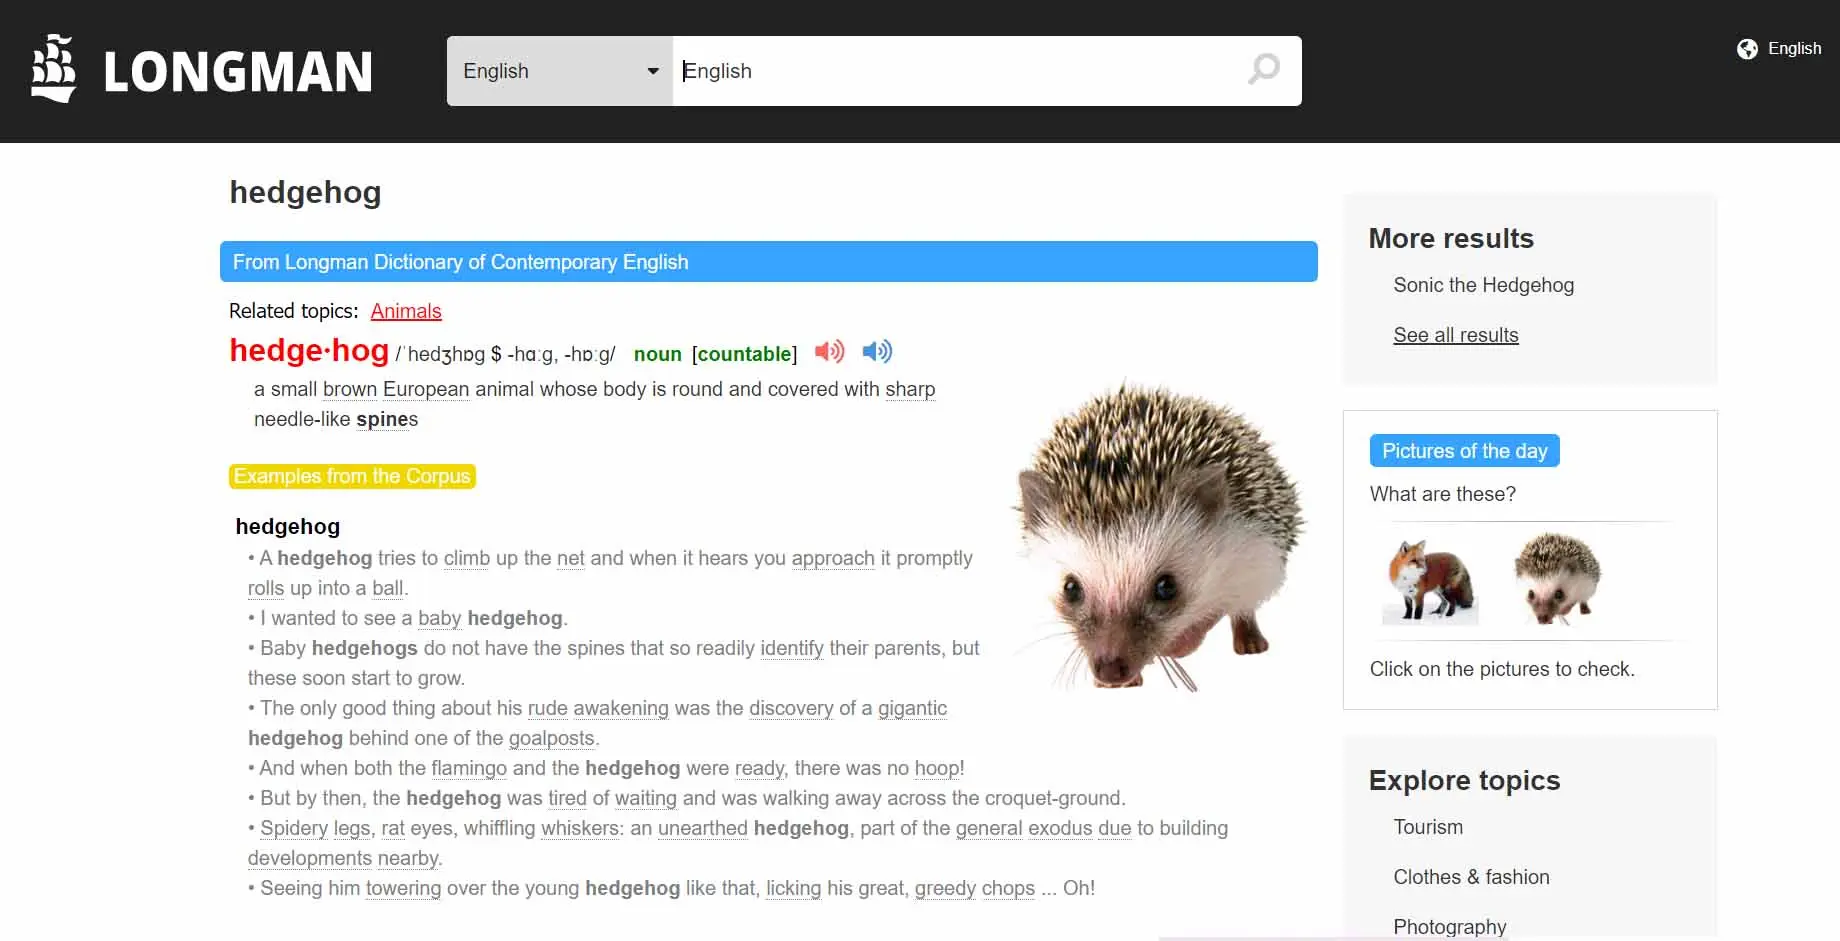 LONGMAN
English
English
English
hedgehog
From Longman Dictionary of Contemporary English
Related topics: Animals
hedge‧hog /ˈhedʒhɒɡ $ -hɑːɡ, -hɒːɡ/ noun [countable]
a small brown European animal whose body is round and covered with sharp
needle-like spines
Examples from the Corpus
hedgehog
• A hedgehog tries to climb up the net and when it hears you approach it promptly
rolls up into a ball.
• I wanted to see a baby hedgehog.
• Baby hedgehogs do not have the spines that so readily identify their parents, but
these soon start to grow.
• The only good thing about his rude awakening was the discovery of a gigantic
hedgehog behind one of the goalposts.
• And when both the flamingo and the hedgehog were ready, there was no hoop!
• But by then, the hedgehog was tired of waiting and was walking away across the croquet-ground.
• Spidery legs, rat eyes, whiffling whiskers: an unearthed hedgehog, part of the general exodus due to building
developments nearby.
• Seeing him towering over the young hedgehog like that, licking his great, greedy chops ... Oh!
More results
Sonic the Hedgehog
See all results
Pictures of the day
What are these?
Click on the pictures to check.
Explore topics
Tourism
Clothes & fashion
Photography